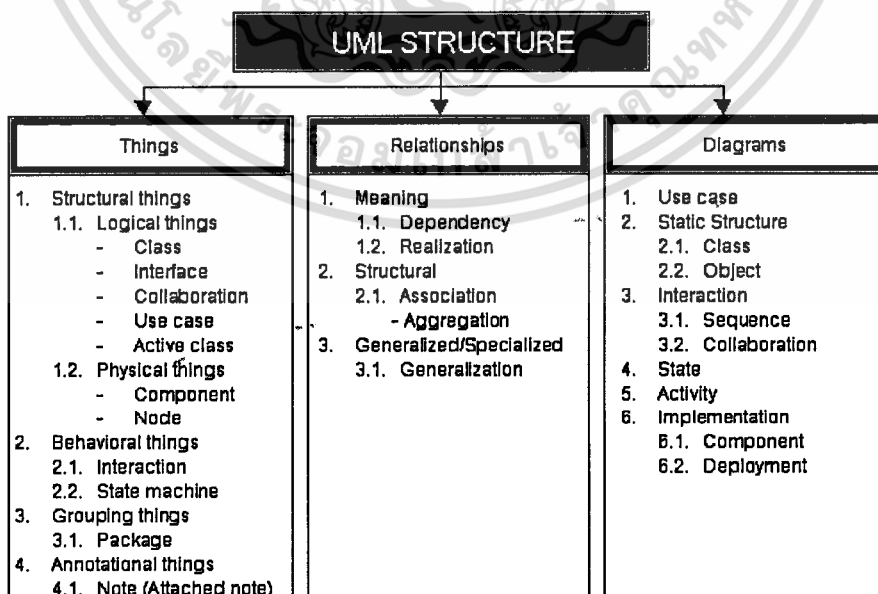 UML STRUCTURE
Things
1. Structural things
1.1. Logical things
- Class
- Interface
- Collaboration
- Use case
- Active class
1.2. Physical things
- Component
- Node
2. Behavioral things
2.1. Interaction
2.2. State machine
3. Grouping things
3.1. Package
4. Annotational things
4.1. Note (Attached note)
Relationships
1. Meaning
1.1. Dependency
1.2. Realization
2. Structural
2.1. Association
- Aggregation
3. Generalized/Specialized
3.1. Generalization
Diagrams
1. Use case
2. Static Structure
2.1. Class
2.2. Object
3. Interaction
3.1. Sequence
3.2. Collaboration
4. State
5. Activity
6. Implementation
6.1. Component
6.2. Deployment